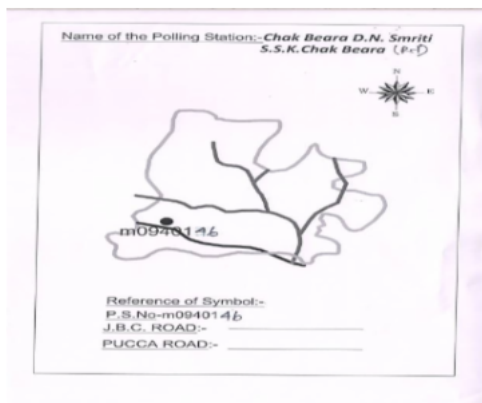 Name of the Polling Station:-Chak Beara D.N. Smriti
S.S.K.Chak Beara
N
W E
S
m0940146
Reference of Symbol:-
P.S.No-m0940146
J.B.C. ROAD:-
PUCCA ROAD:-